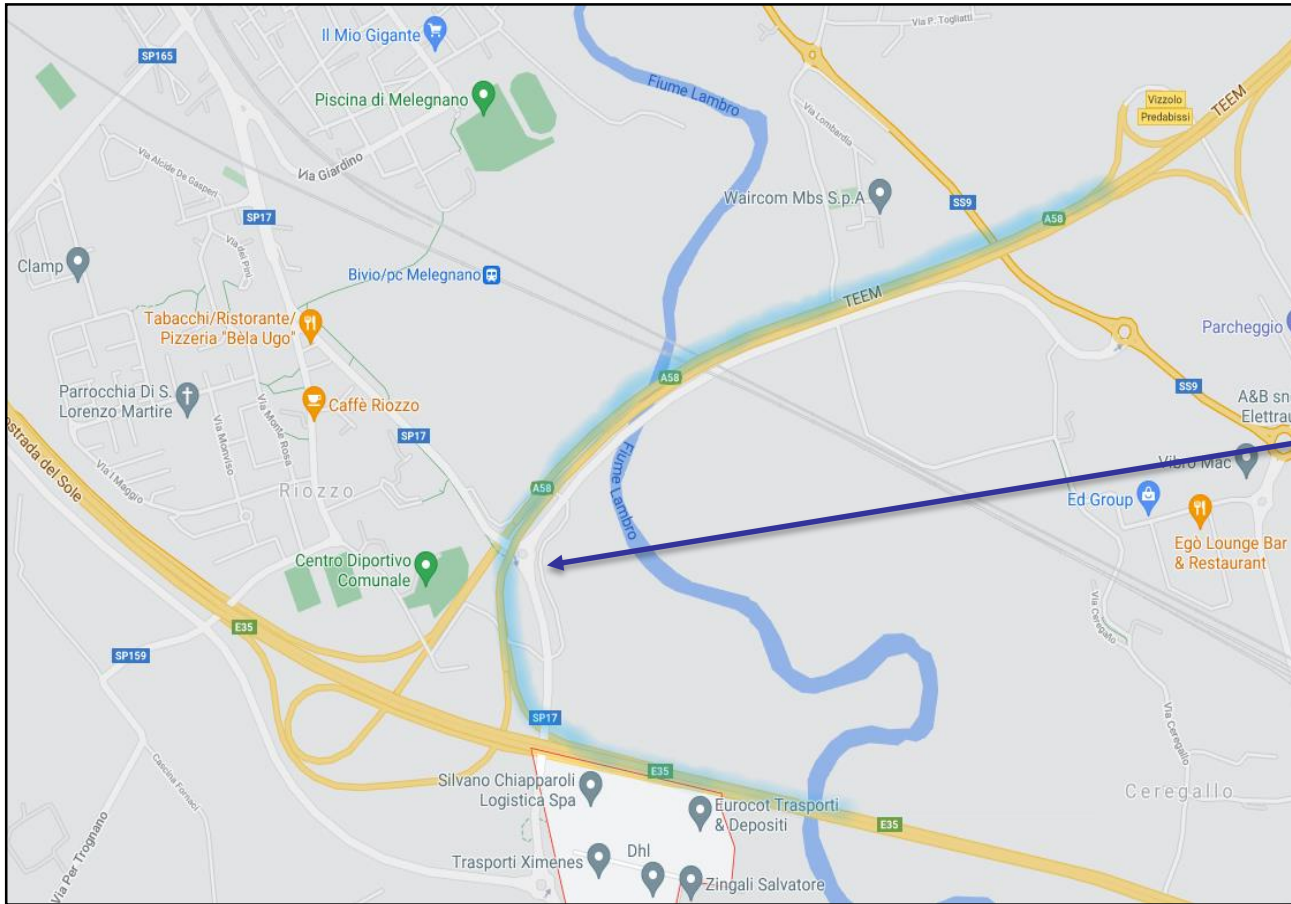 Via P. Togliatti
Il Mio Gigante
SP165
Fiume Lambro
TEEM
Piscina di Melegnano
Vizzolo
Predabissi
Via Lombardia
Via Alcide De Gasperi
Via Giardino
Waircom Mbs S.p.A
SS9
SP17
A58
Via dei Pini
Clamp
Bivio/pc Melegnano
TEEM
Tabacchi/Ristorante/
Pizzeria "Bèla Ugo"
Parcheggio
A58
Parrocchia Di S.
Lorenzo Martire
SS9
A&B sn
Elettrau
Caffè Riozzo
Via Monte Rosa
Via Monviso
SP17
ostrada del Sole
Via I Maggio
Riozzo
A58
Fiume Lambro
Vibro Mac
Ed Group
Egò Lounge Bar
& Restaurant
Centro Diportivo
Comunale
Via Ceregallo
E35
SP159
SP17
Via Ceregallo
Silvano Chiapparoli
Logistica Spa
E35
Ceregallo
Cascina Fornaci
Eurocot Trasporti
& Depositi
E35
Via Per Trognano
Dhl
Trasporti Ximenes
Zingali Salvatore